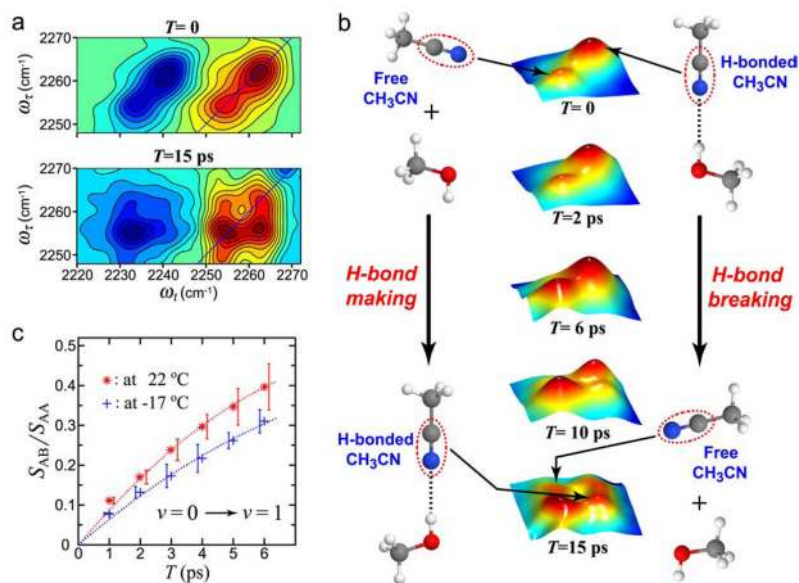 a
T= 0
2270
2260
2250
ωτ (cm⁻¹)
T=15 ps
2270
2260
2250
ωτ (cm⁻¹)
2220 2230 2240 2250 2260 2270
ωt (cm⁻¹)
b
Free
CH₃CN
+
H-bonded
CH₃CN
T= 0
T=2 ps
H-bond
making
H-bond
breaking
T= 6 ps
T= 10 ps
H-bonded
CH₃CN
Free
CH₃CN
+
T=15 ps
c
0.5
0.4
0.3
0.2
0.1
0
SAB/SAA
*: at 22 ºC
+: at -17 ºC
v = 0 → v = 1
0 1 2 3 4 5 6
T (ps)